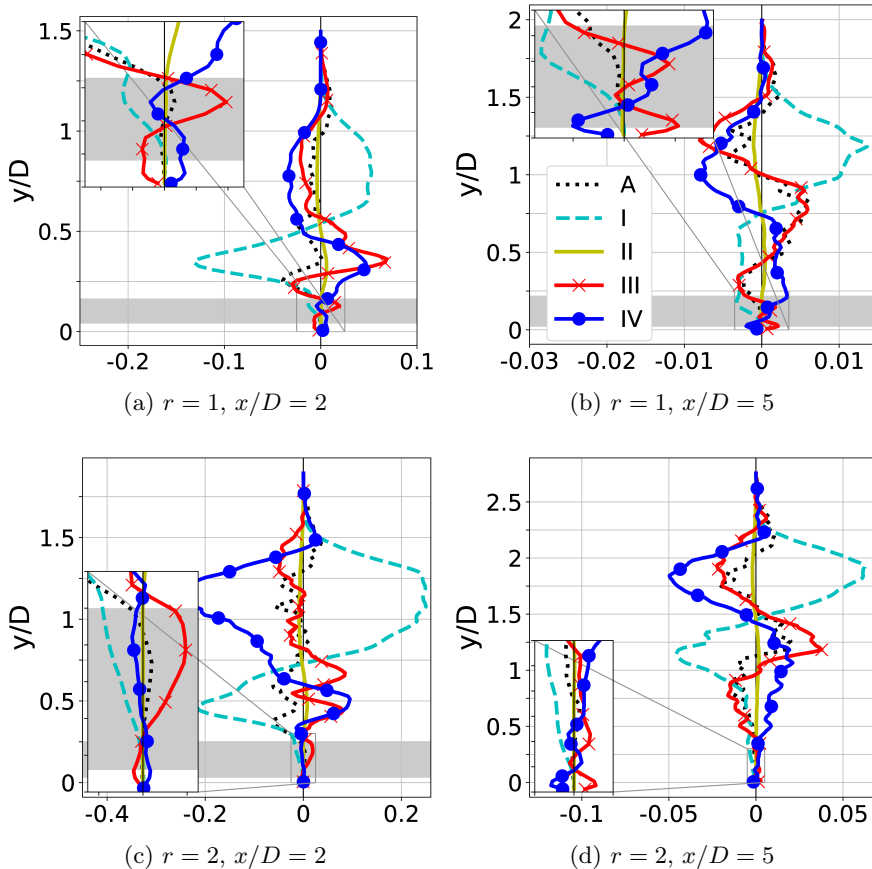 y/D
1.5
1
0.5
0
-0.2
-0.1
0
0.1
(a) r = 1, x/D = 2
y/D
2
1.5
1
0.5
0
A
I
II
III
IV
-0.03
-0.02
-0.01
0
0.01
(b) r = 1, x/D = 5
y/D
1.5
1
0.5
0
-0.4
-0.2
0
0.2
(c) r = 2, x/D = 2
y/D
2.5
2
1.5
1
0.5
0
-0.1
-0.05
0
0.05
(d) r = 2, x/D = 5